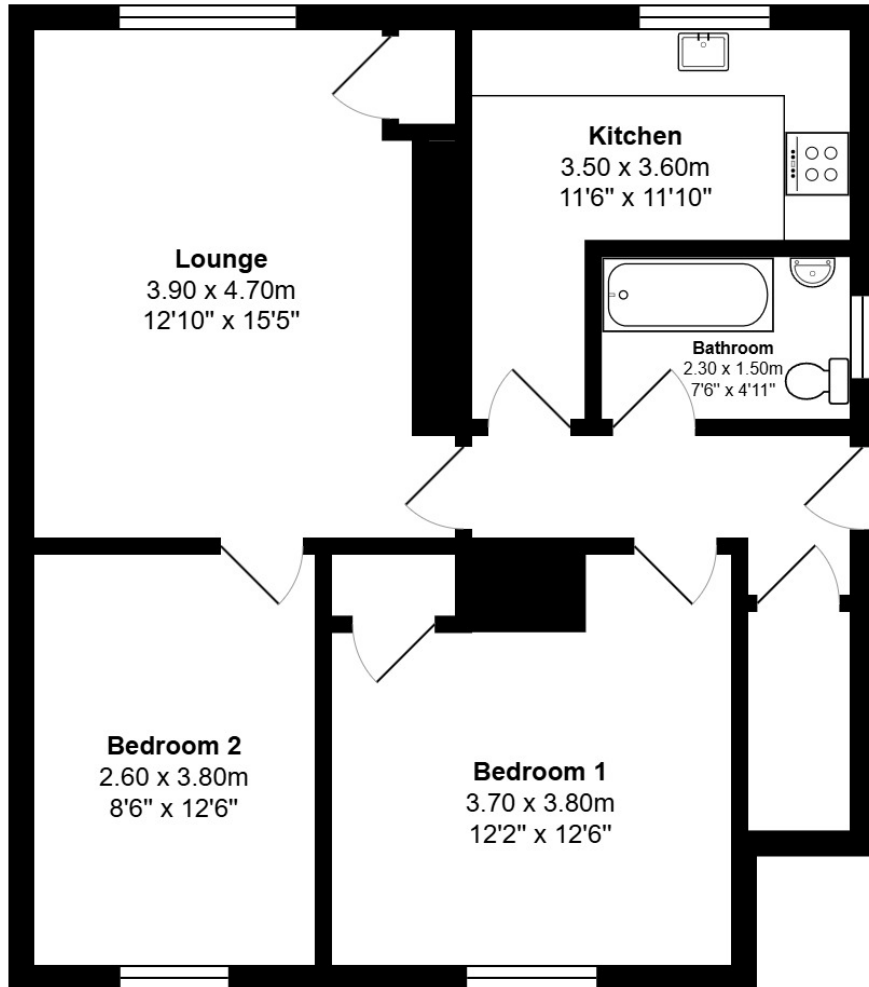 Kitchen
3.50 x 3.60m
11'6" x 11'10"
Lounge
3.90 x 4.70m
12'10" x 15'5"
Bathroom
2.30 x 1.50m
7'6" x 4'11"
Bedroom 2
2.60 x 3.80m
8'6" x 12'6"
Bedroom 1
3.70 x 3.80m
12'2" x 12'6"